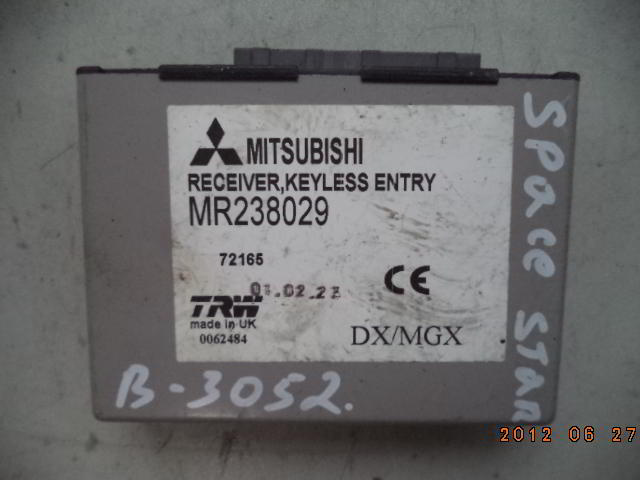 MITSUBISHI
RECEIVER,KEYLESS ENTRY
MR238029
72165
CE
TRW
made in UK
0062484
DX/MGX
Space STAR
B-3052.
2012 06 27